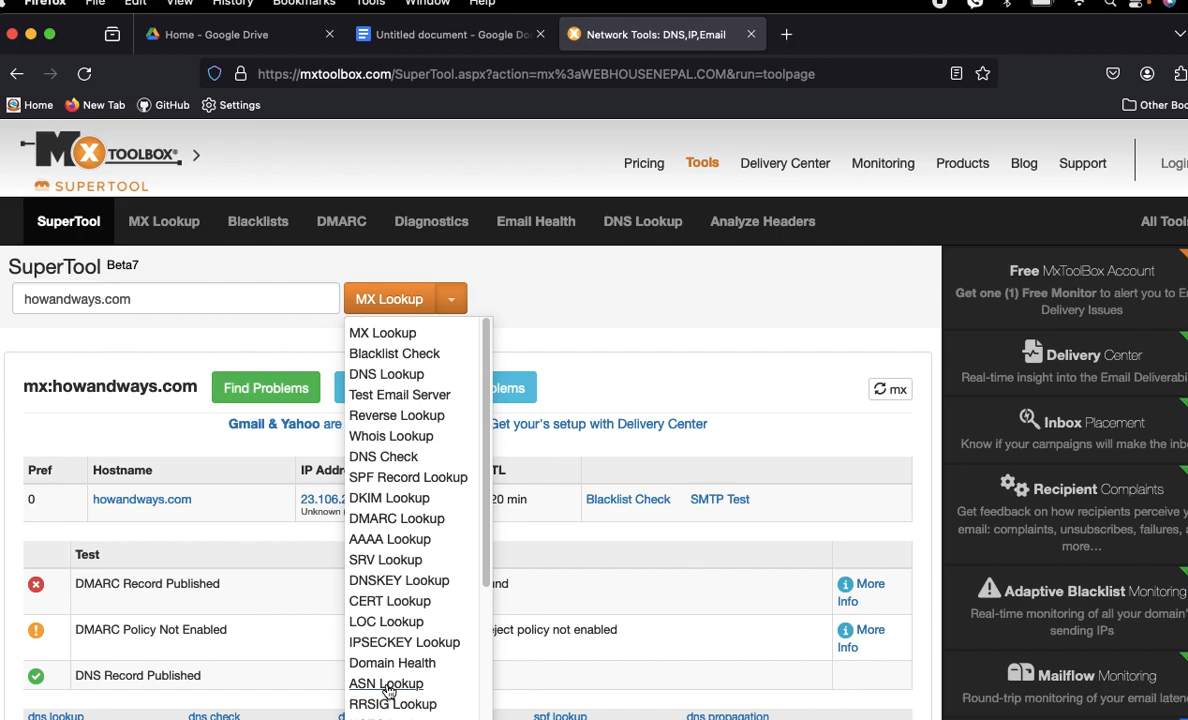 Firefox File Edit View History Bookmarks Tools Window Help
Home - Google Drive
Untitled document - Google Do
Network Tools: DNS,IP,Email
https://mxtoolbox.com/SuperTool.aspx?action=mx%3aWEBHOUSENEPAL.COM&run=toolpage
Home New Tab GitHub Settings Other Boo
MX TOOLBOX®
SUPERTOOL
Pricing Tools Delivery Center Monitoring Products Blog Support Logi
SuperTool MX Lookup Blacklists DMARC Diagnostics Email Health DNS Lookup Analyze Headers All Tool
SuperTool Beta7
howandways.com MX Lookup
MX Lookup
Blacklist Check
DNS Lookup
Test Email Server
Reverse Lookup
Whois Lookup
DNS Check
SPF Record Lookup
DKIM Lookup
DMARC Lookup
AAAA Lookup
SRV Lookup
DNSKEY Lookup
CERT Lookup
LOC Lookup
IPSECKEY Lookup
Domain Health
ASN Lookup
RRSIG Lookup
mx:howandways.com Find Problems blems mx
Gmail & Yahoo are Get your's setup with Delivery Center
Pref Hostname IP Addr TL
0 howandways.com 23.106.2 20 min Blacklist Check SMTP Test
Unknown
Test
DMARC Record Published und More Info
DMARC Policy Not Enabled ject policy not enabled More Info
DNS Record Published
dns lookup dns check d spf lookup dns propagation
Free MxToolBox Account
Get one (1) Free Monitor to alert you to E
Delivery Issues
Delivery Center
Real-time insight into the Email Deliverabi
Inbox Placement
Know if your campaigns will make the inb
Recipient Complaints
Get feedback on how recipients perceive y
email: complaints, unsubscribes, failures, a
more...
Adaptive Blacklist Monitoring
Real-time monitoring of all your domain'
sending IPs
Mailflow Monitoring
Round-trip monitoring of your email laten